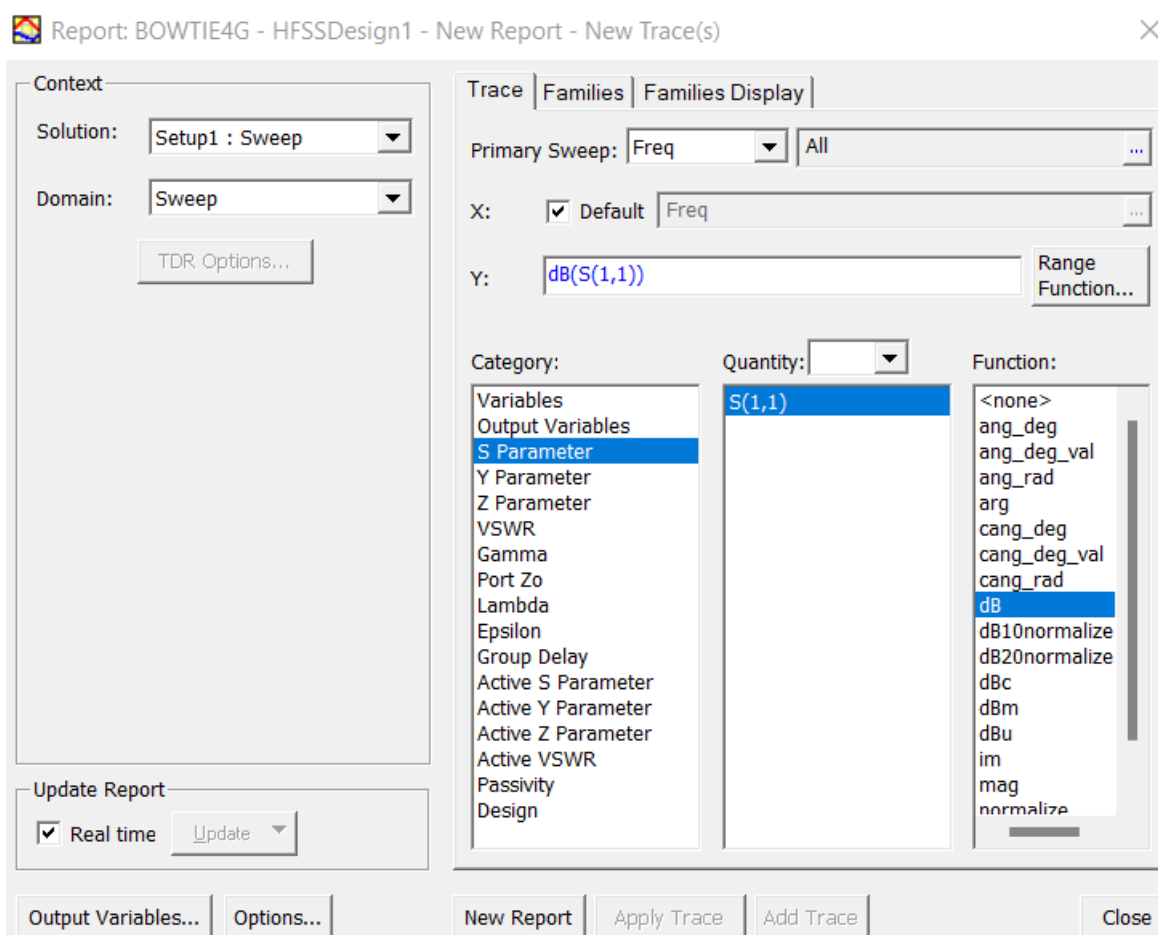 Report: BOWTIE4G - HFSSDesign1 - New Report - New Trace(s)
Context
Solution:
Setup1 : Sweep
Domain:
Sweep
TDR Options...
Update Report
Real time
Update
Output Variables...
Options...
Trace
Families
Families Display
Primary Sweep:
Freq
All
...
X:
Default
Freq
...
Y:
dB(S(1,1))
Range
Function...
Category:
Variables
Output Variables
S Parameter
Y Parameter
Z Parameter
VSWR
Gamma
Port Zo
Lambda
Epsilon
Group Delay
Active S Parameter
Active Y Parameter
Active Z Parameter
Active VSWR
Passivity
Design
Quantity:
S(1,1)
Function:
<none>
ang_deg
ang_deg_val
ang_rad
arg
cang_deg
cang_deg_val
cang_rad
dB
dB10normalize
dB20normalize
dBc
dBm
dBu
im
mag
normalize
New Report
Apply Trace
Add Trace
Close